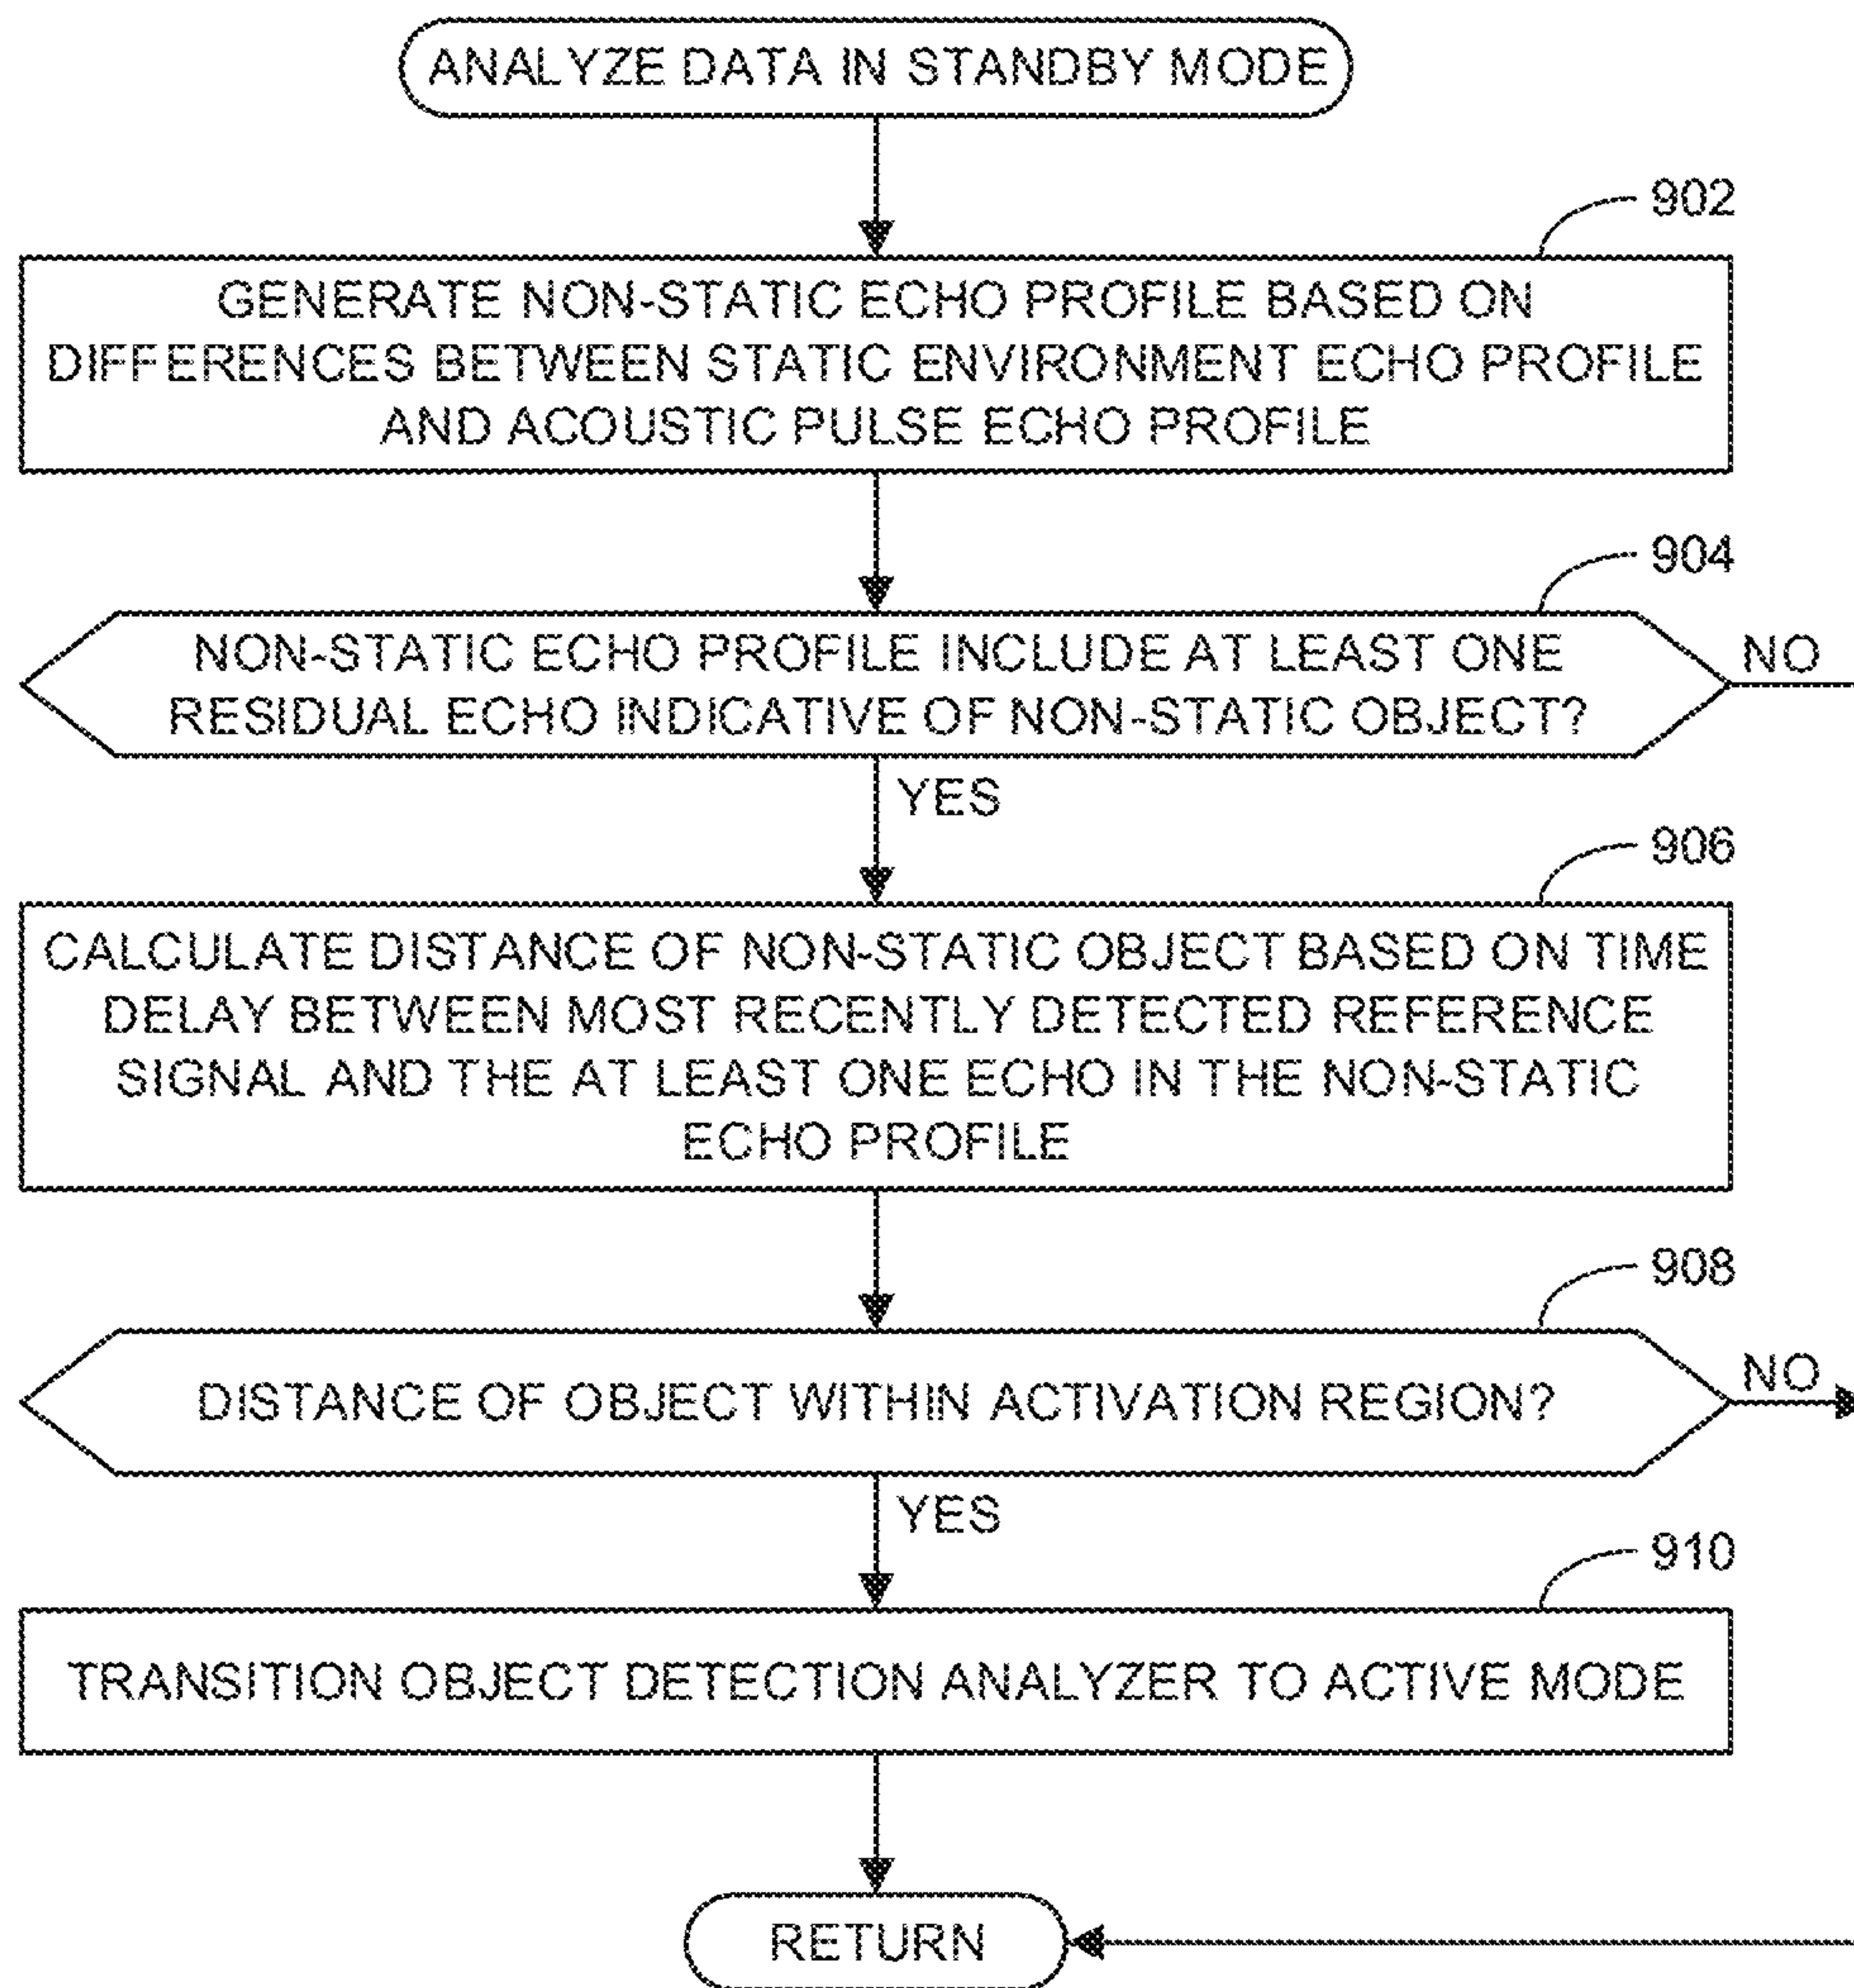 ANALYZE DATA IN STANDBY MODE
902
GENERATE NON-STATIC ECHO PROFILE BASED ON
DIFFERENCES BETWEEN STATIC ENVIRONMENT ECHO PROFILE
AND ACOUSTIC PULSE ECHO PROFILE
904
NON-STATIC ECHO PROFILE INCLUDE AT LEAST ONE
RESIDUAL ECHO INDICATIVE OF NON-STATIC OBJECT?
NO
YES
906
CALCULATE DISTANCE OF NON-STATIC OBJECT BASED ON TIME
DELAY BETWEEN MOST RECENTLY DETECTED REFERENCE
SIGNAL AND THE AT LEAST ONE ECHO IN THE NON-STATIC
ECHO PROFILE
908
DISTANCE OF OBJECT WITHIN ACTIVATION REGION?
NO
YES
910
TRANSITION OBJECT DETECTION ANALYZER TO ACTIVE MODE
RETURN